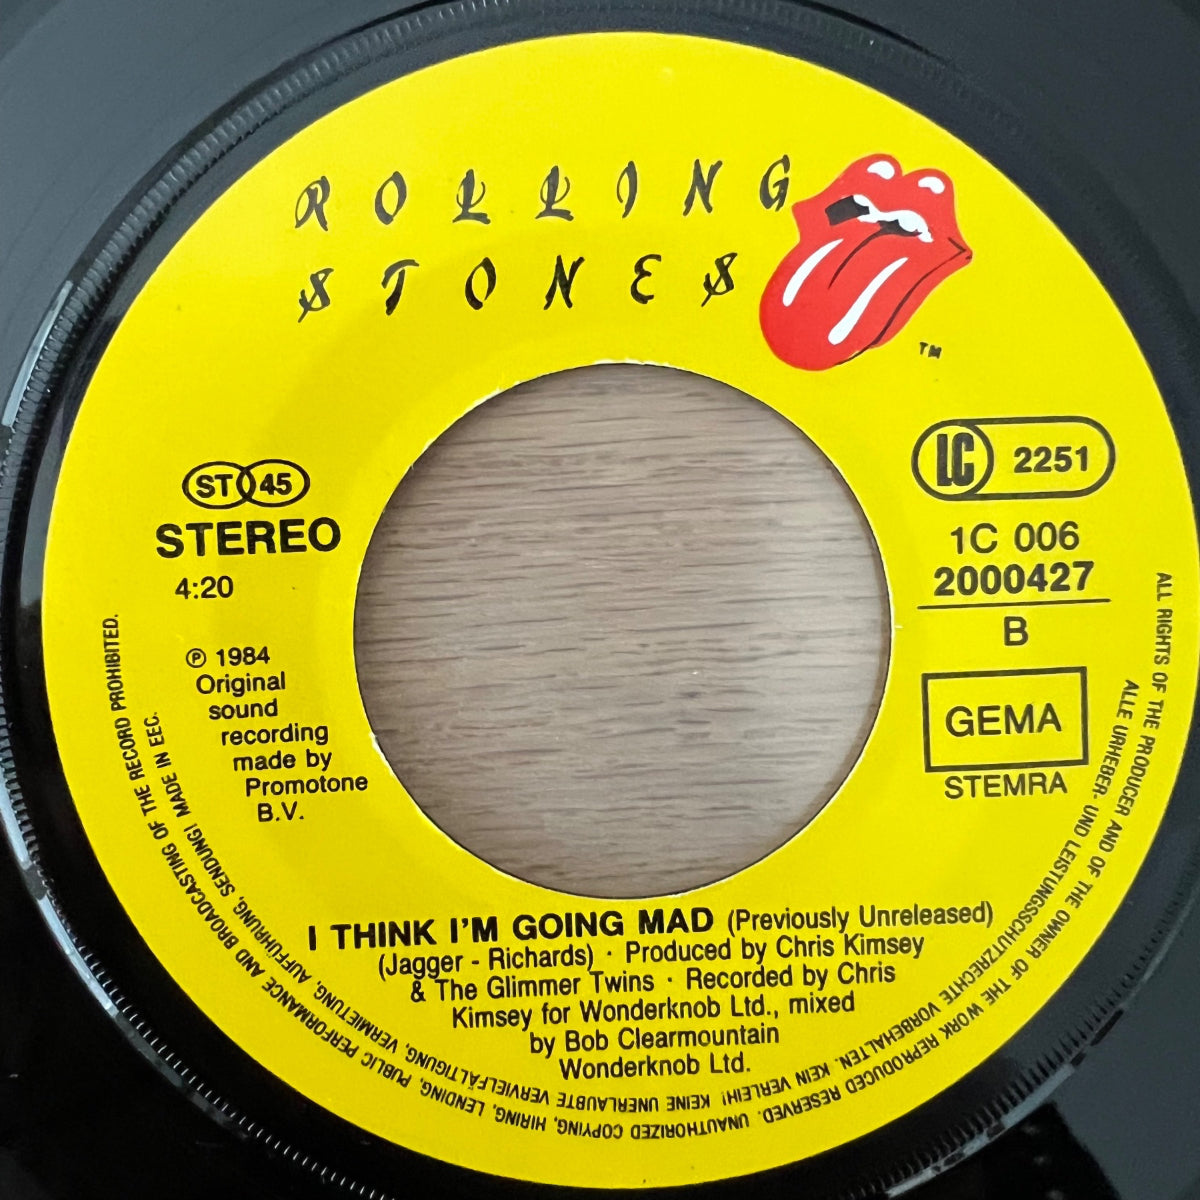 ROLLING
STONES
TM
ST 45
STEREO
4:20
℗ 1984
Original
sound
recording
made by
Promotone
B.V.
LC 2251
1C 006
2000427
B
GEMA
STEMRA
I THINK I'M GOING MAD (Previously Unreleased)
(Jagger - Richards) · Produced by Chris Kimsey
& The Glimmer Twins · Recorded by Chris
Kimsey for Wonderknob Ltd., mixed
by Bob Clearmountain
Wonderknob Ltd.
ALL RIGHTS OF THE PRODUCER AND OF THE OWNER OF THE WORK REPRODUCED RESERVED. UNAUTHORIZED COPYING, HIRING, LENDING, PUBLIC PERFORMANCE AND BROADCASTING OF THE RECORD PROHIBITED.
ALLE URHEBER- UND LEISTUNGSSCHUTZRECHTE VORBEHALTEN. KEIN VERLEIH! KEINE UNERLAUBTE VERVIELFÄLTIGUNG, VERMIETUNG, AUFFÜHRUNG, SENDUNG! MADE IN EEC.